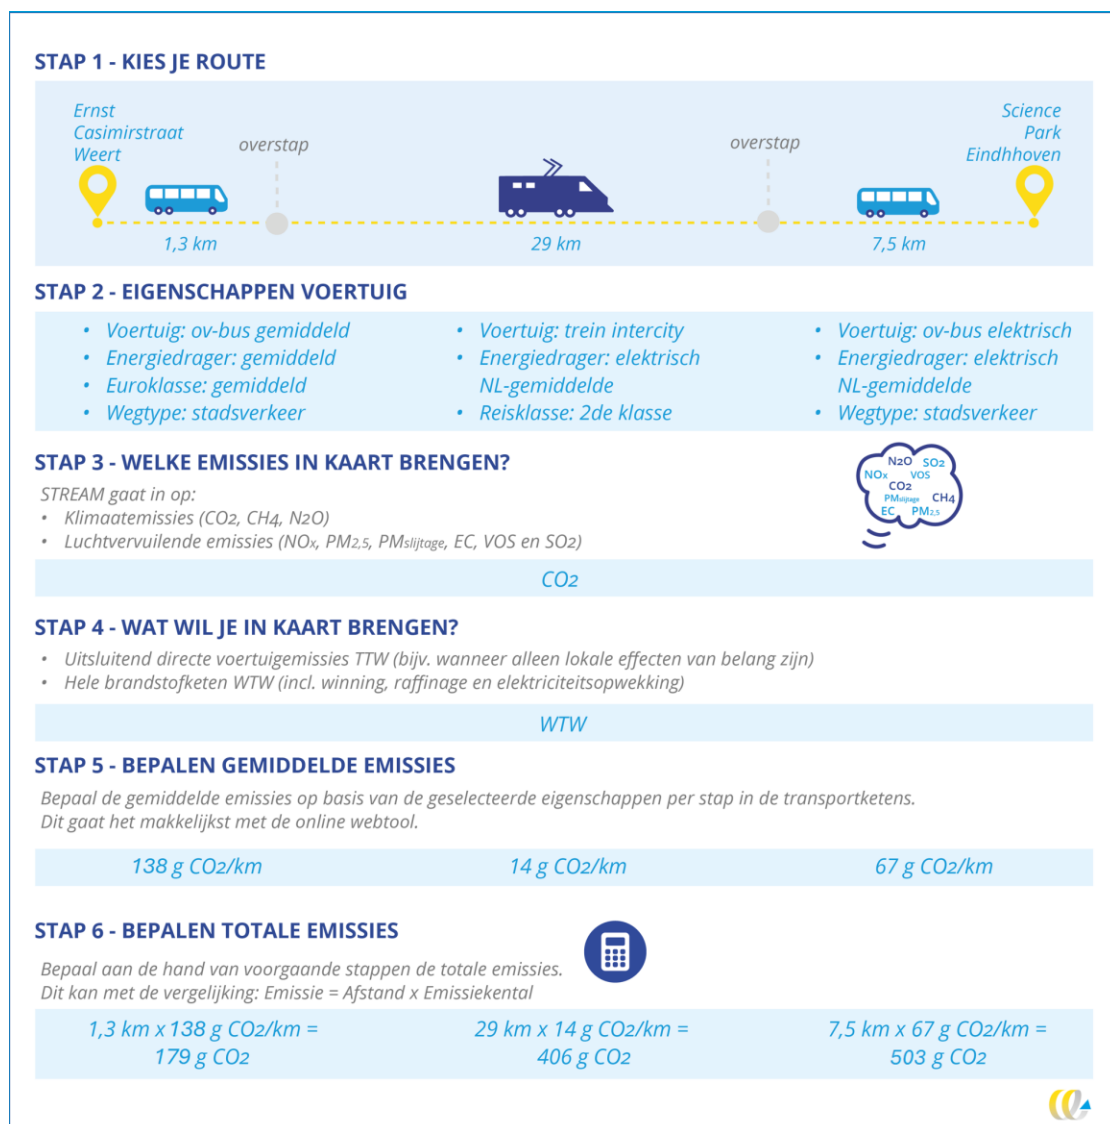 STAP 1 - KIES JE ROUTE
Ernst
Casimirstraat
Weert
overstap
overstap
Science
Park
Eindhhoven
1,3 km
29 km
7,5 km
STAP 2 - EIGENSCHAPPEN VOERTUIG
• Voertuig: ov-bus gemiddeld
• Energiedrager: gemiddeld
• Euroklasse: gemiddeld
• Wegtype: stadsverkeer
• Voertuig: trein intercity
• Energiedrager: elektrisch
NL-gemiddelde
• Reisklasse: 2de klasse
• Voertuig: ov-bus elektrisch
• Energiedrager: elektrisch
NL-gemiddelde
• Wegtype: stadsverkeer
STAP 3 - WELKE EMISSIES IN KAART BRENGEN?
STREAM gaat in op:
• Klimaatemissies (CO2, CH4, N2O)
• Luchtvervuilende emissies (NOx, PM2,5, PMslijtage, EC, VOS en SO2)
N2O SO2
NOx VOS
CO2
PMslijtage CH4
EC PM2,5
CO2
STAP 4 - WAT WIL JE IN KAART BRENGEN?
• Uitsluitend directe voertuigemissies TTW (bijv. wanneer alleen lokale effecten van belang zijn)
• Hele brandstofketen WTW (incl. winning, raffinage en elektriciteitsopwekking)
WTW
STAP 5 - BEPALEN GEMIDDELDE EMISSIES
Bepaal de gemiddelde emissies op basis van de geselecteerde eigenschappen per stap in de transportketens.
Dit gaat het makkelijkst met de online webtool.
138 g CO2/km
14 g CO2/km
67 g CO2/km
STAP 6 - BEPALEN TOTALE EMISSIES
Bepaal aan de hand van voorgaande stappen de totale emissies.
Dit kan met de vergelijking: Emissie = Afstand x Emissiekental
1,3 km x 138 g CO2/km =
179 g CO2
29 km x 14 g CO2/km =
406 g CO2
7,5 km x 67 g CO2/km =
503 g CO2